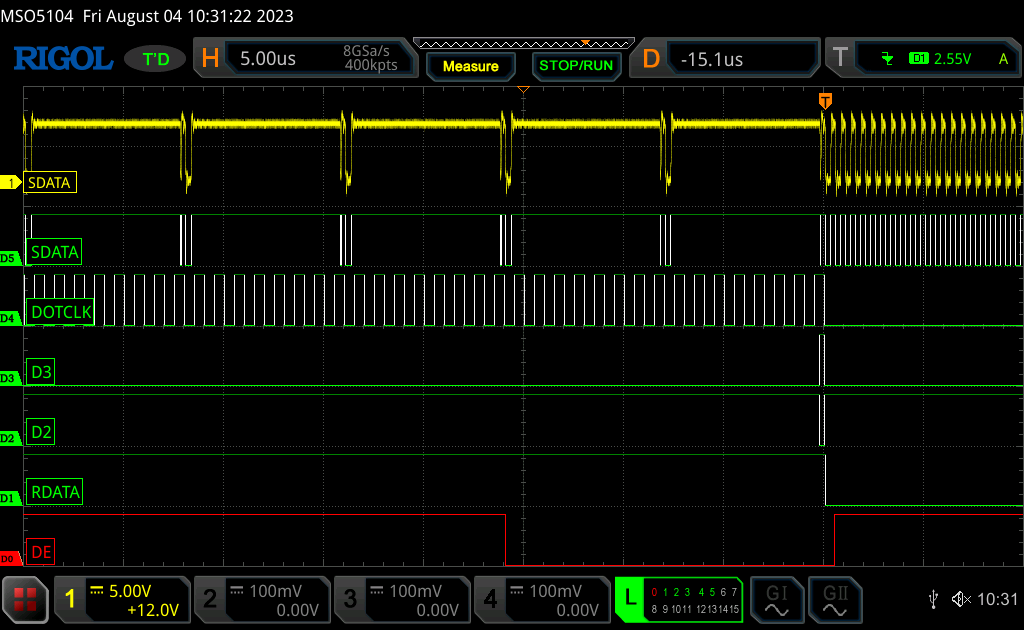 MSO5104 Fri August 04 10:31:22 2023
RIGOL T'D H 5.00us 8GSa/s 400kpts Measure STOP/RUN D -15.1us T D1 2.55V A
T
1 SDATA
D5 SDATA
D4 DOTCLK
D3 D3
D2 D2
D1 RDATA
D0 DE
1 5.00V +12.0V 2 100mV 0.00V 3 100mV 0.00V 4 100mV 0.00V L 0 1 2 3 4 5 6 7 GI GII 10:31
8 9 10 11 12 13 14 15